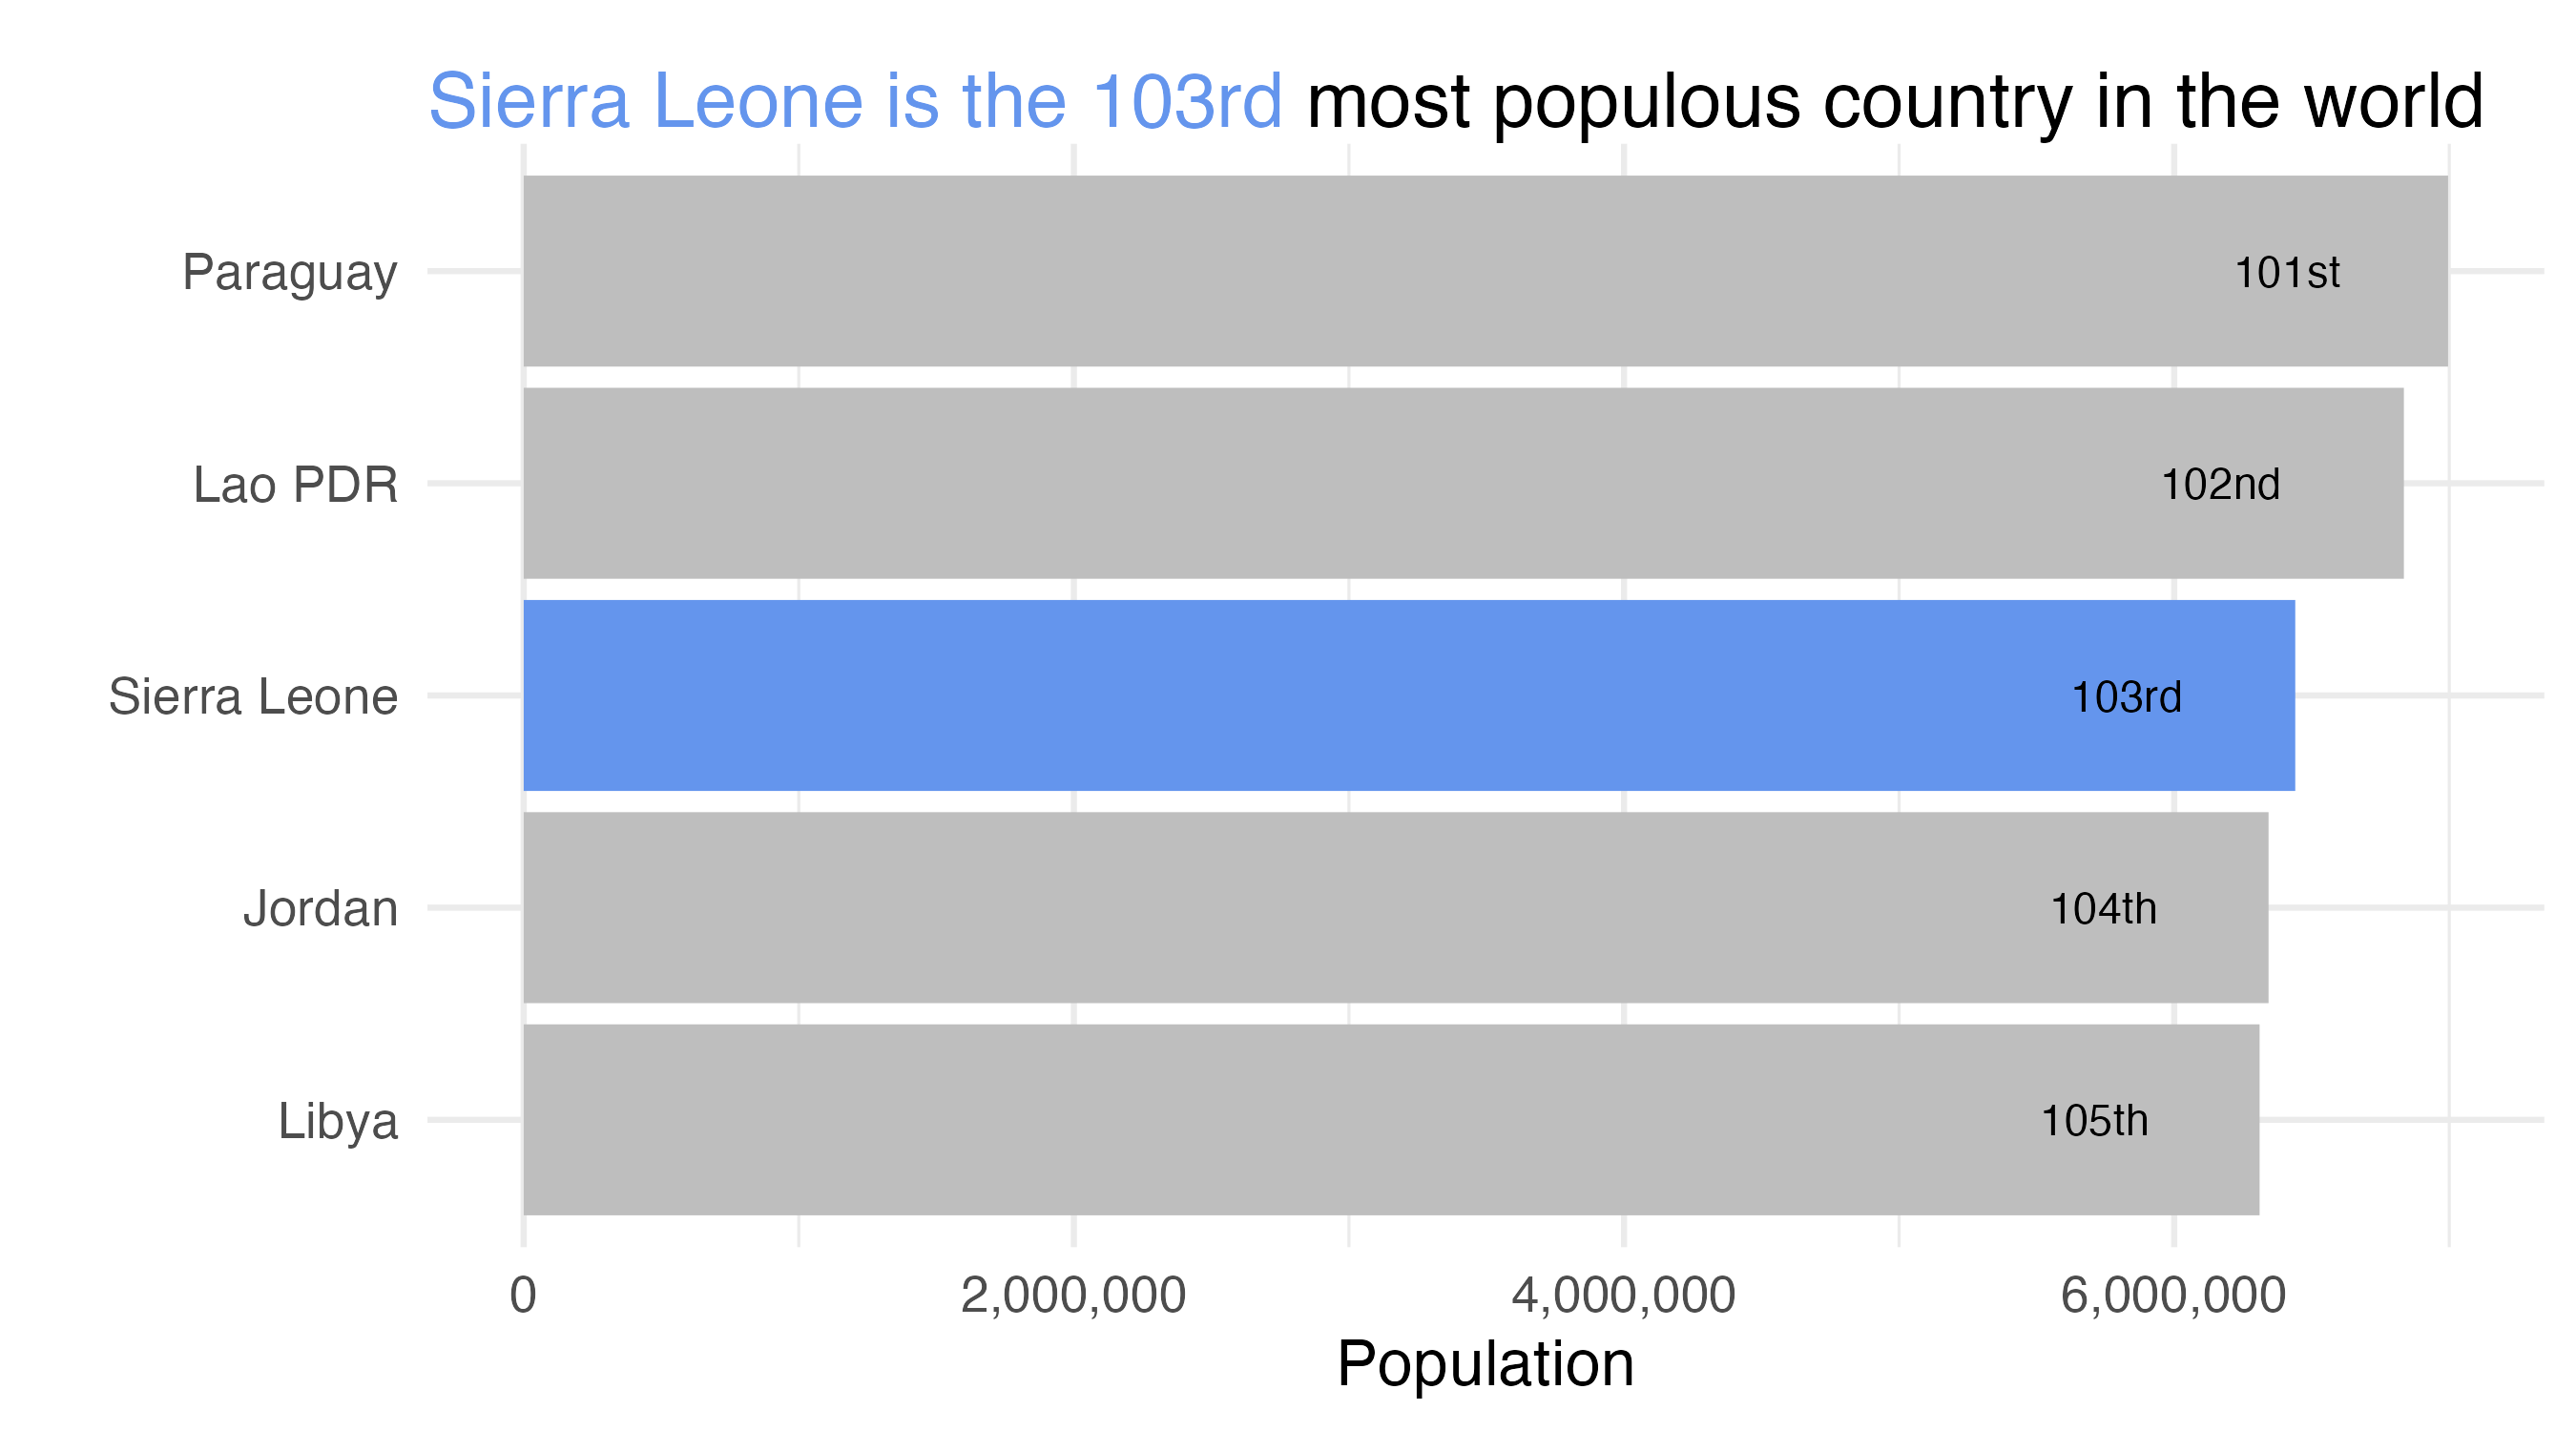 Sierra Leone is the 103rd most populous country in the world
Paraguay 101st
Lao PDR 102nd
Sierra Leone 103rd
Jordan 104th
Libya 105th
0 2,000,000 4,000,000 6,000,000
Population